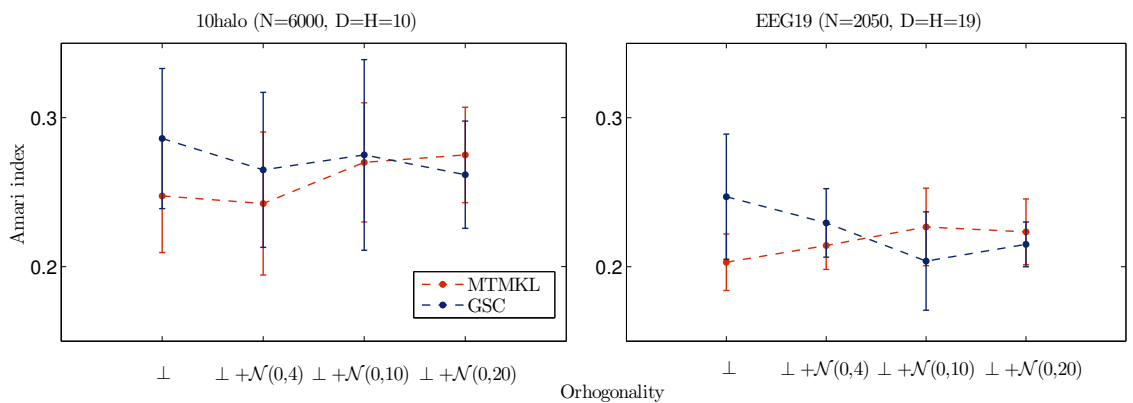 10halo (N=6000, D=H=10)
EEG19 (N=2050, D=H=19)
Amari index
0.3
0.2
0.3
0.2
MTMKL
GSC
⊥ ⊥ +𝒩(0,4) ⊥ +𝒩(0,10) ⊥ +𝒩(0,20)
⊥ ⊥ +𝒩(0,4) ⊥ +𝒩(0,10) ⊥ +𝒩(0,20)
Orhogonality